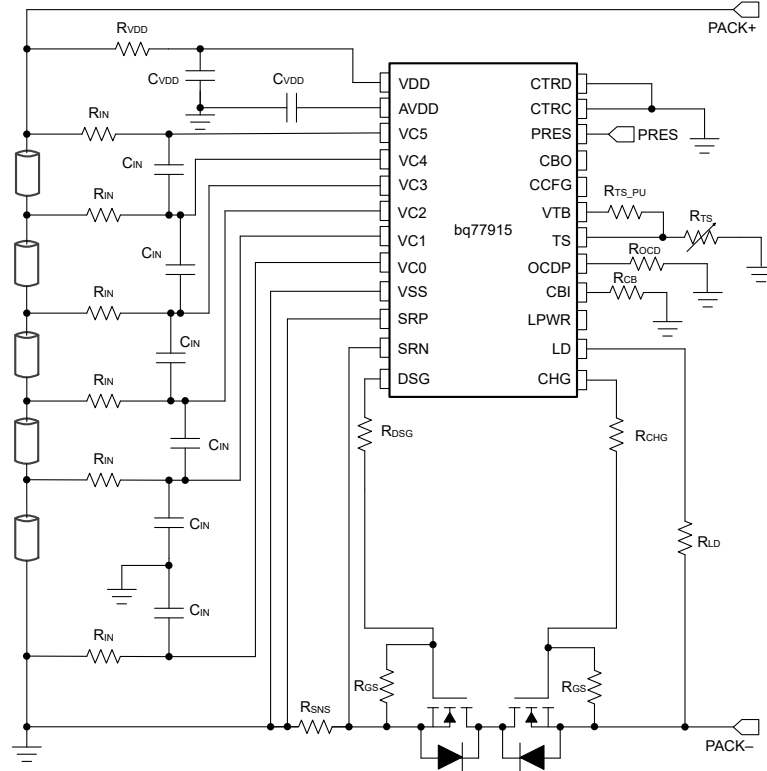 PACK+
RVDD
CVDD
CVDD
RIN
CIN
RIN
CIN
RIN
CIN
RIN
CIN
RIN
CIN
CIN
RIN
VDD
AVDD
VC5
VC4
VC3
VC2
VC1
VC0
VSS
SRP
SRN
DSG
bq77915
CTRD
CTRC
PRES
CBO
CCFG
VTB
TS
OCDP
CBI
LPWR
LD
CHG
PRES
RTS_PU
RTS
ROCD
RCB
RDSG
RCHG
RLD
RGS
RGS
RSNS
PACK–